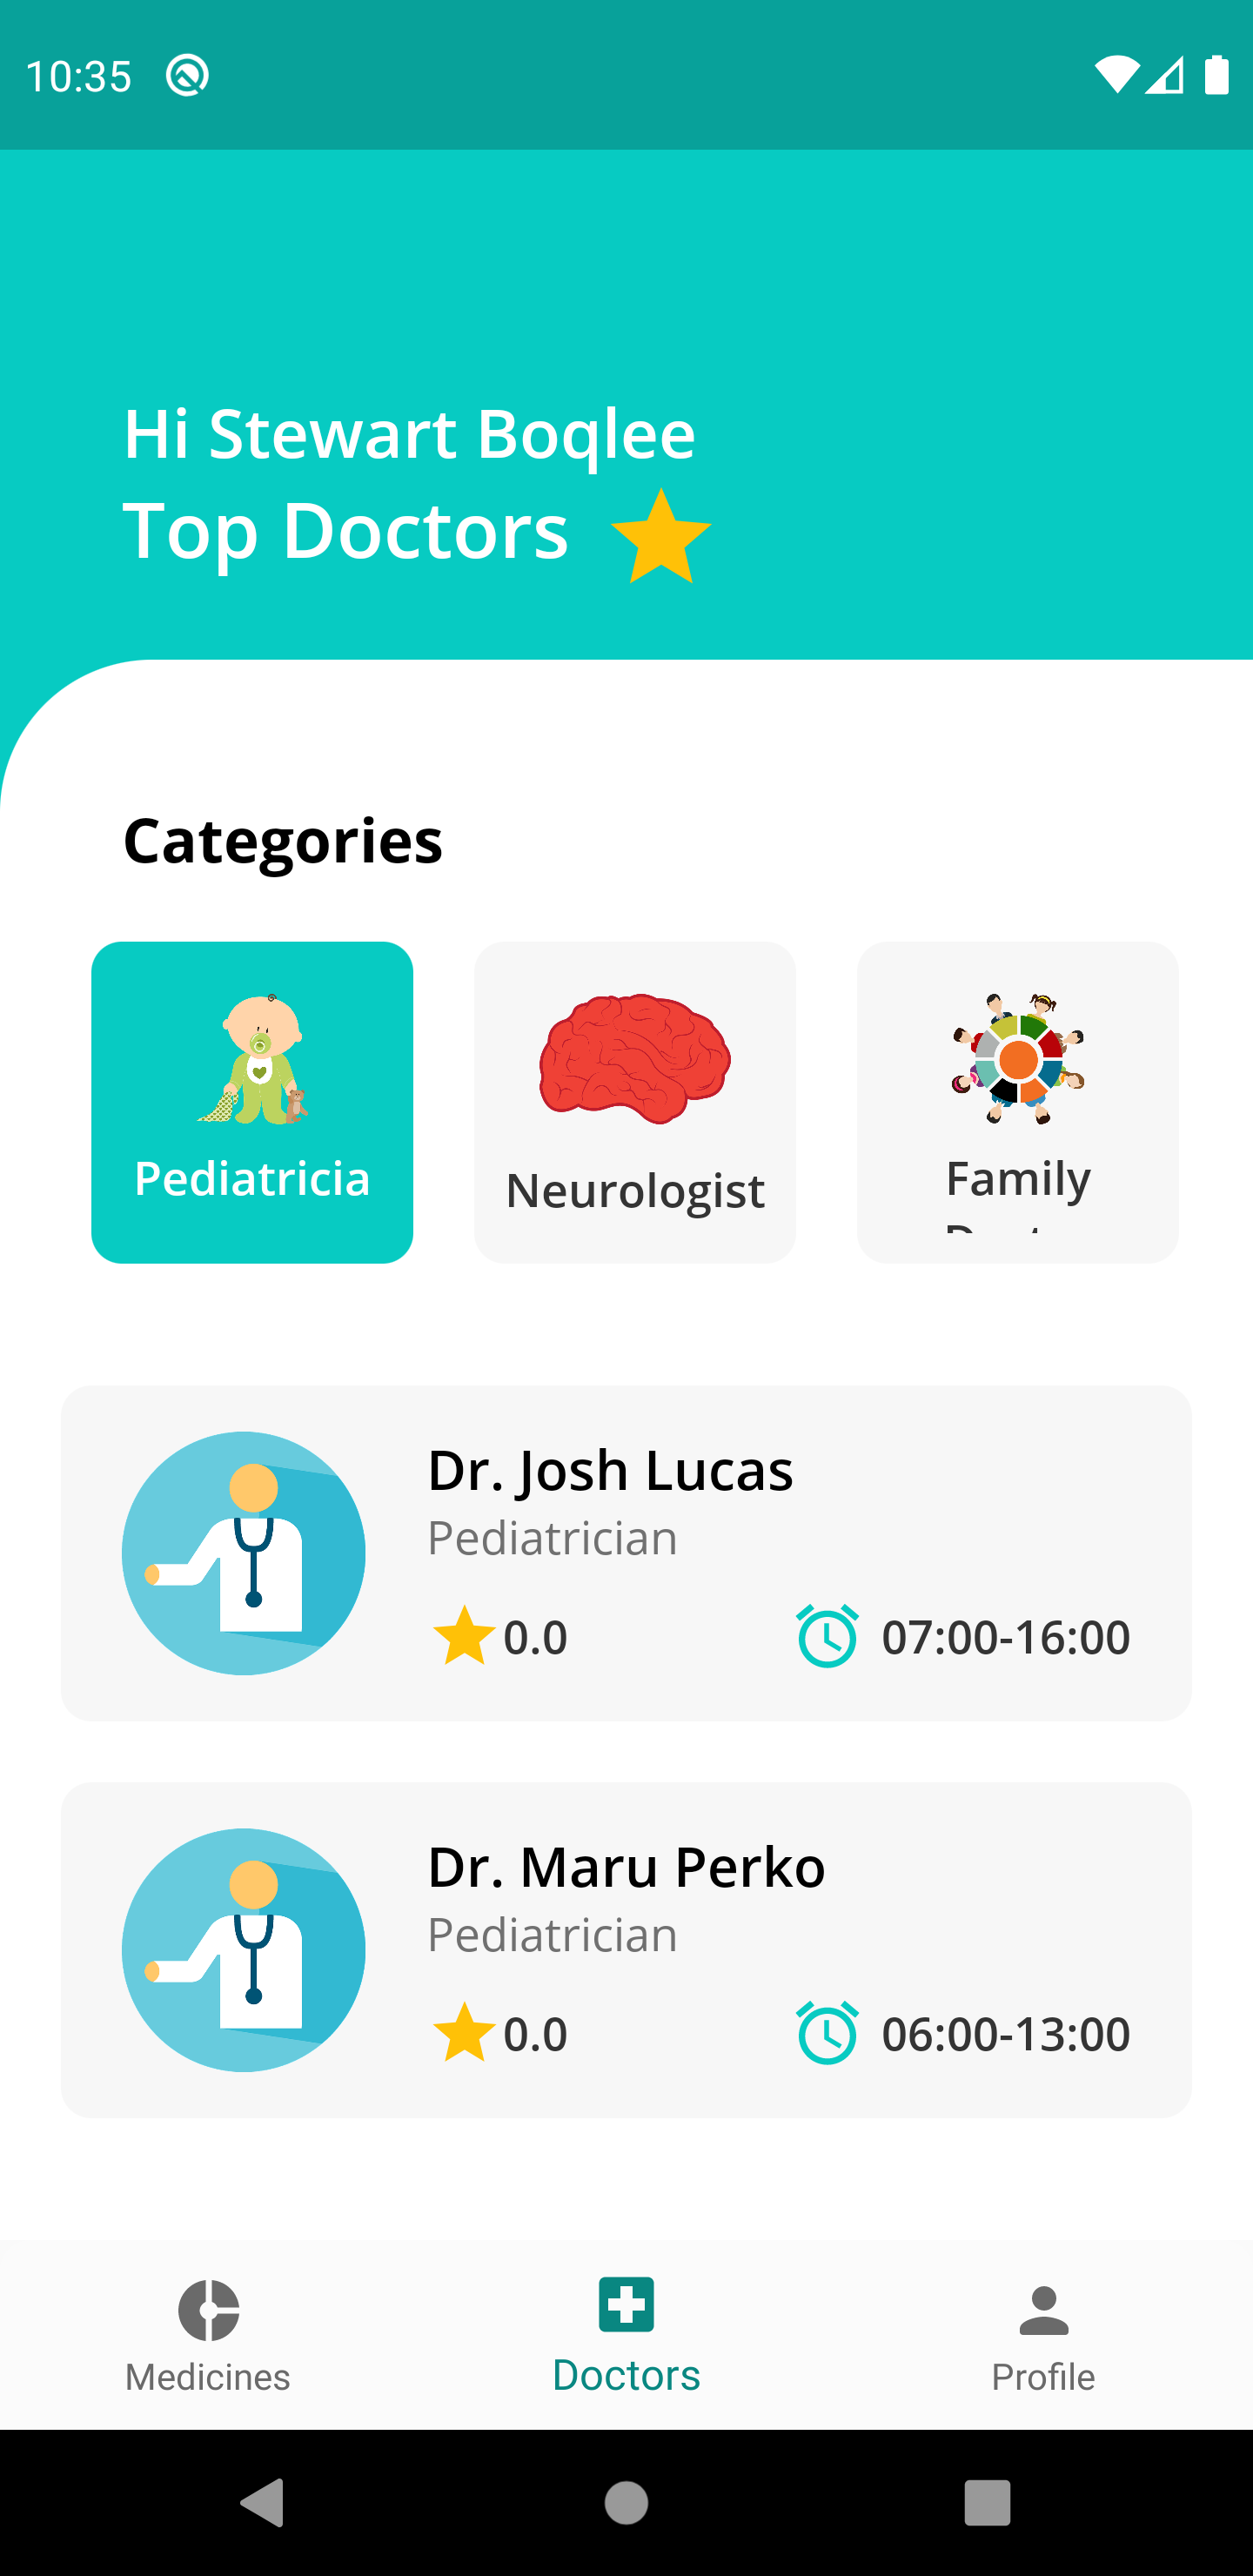 10:35
Hi Stewart Boqlee
Top Doctors
Categories
Pediatricia
Neurologist
Family
Dr. Josh Lucas
Pediatrician
0.0
07:00-16:00
Dr. Maru Perko
Pediatrician
0.0
06:00-13:00
Medicines
Doctors
Profile